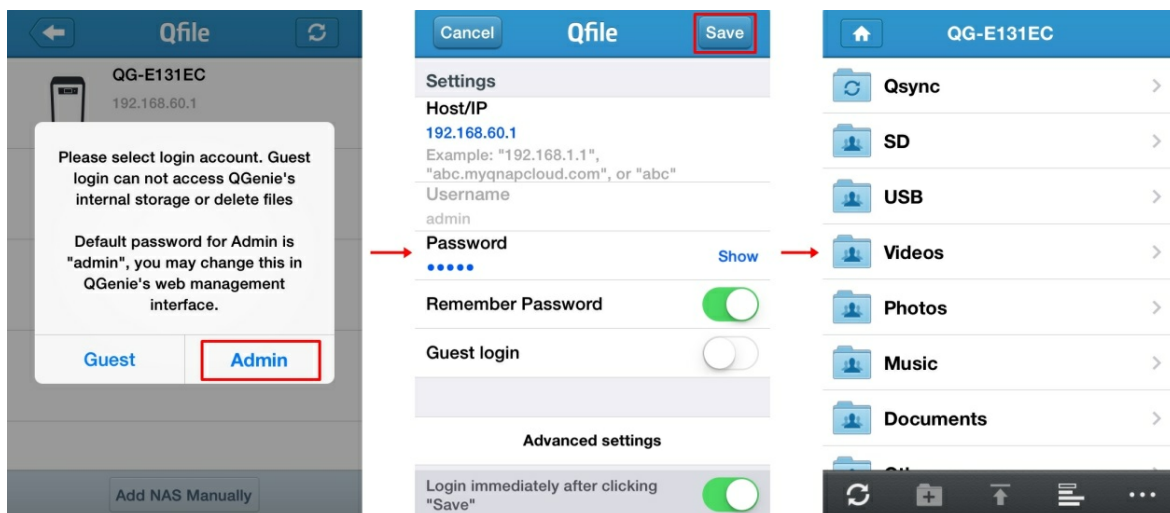 Qfile
QG-E131EC
192.168.60.1
Please select login account. Guest
login can not access QGenie's
internal storage or delete files
Default password for Admin is
"admin", you may change this in
QGenie's web management
interface.
Guest
Admin
Add NAS Manually
Cancel
Qfile
Save
Settings
Host/IP
192.168.60.1
Example: "192.168.1.1",
"abc.myqnapcloud.com", or "abc"
Username
admin
Password
Show
Remember Password
Guest login
Advanced settings
Login immediately after clicking
"Save"
QG-E131EC
Qsync
SD
USB
Videos
Photos
Music
Documents